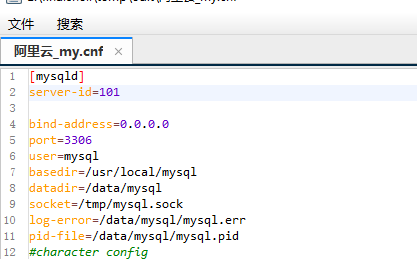 文件 搜索
阿里云_my.cnf ×
1 [mysqld]
2 server-id=101
3
4 bind-address=0.0.0.0
5 port=3306
6 user=mysql
7 basedir=/usr/local/mysql
8 datadir=/data/mysql
9 socket=/tmp/mysql.sock
10 log-error=/data/mysql/mysql.err
11 pid-file=/data/mysql/mysql.pid
12 #character config